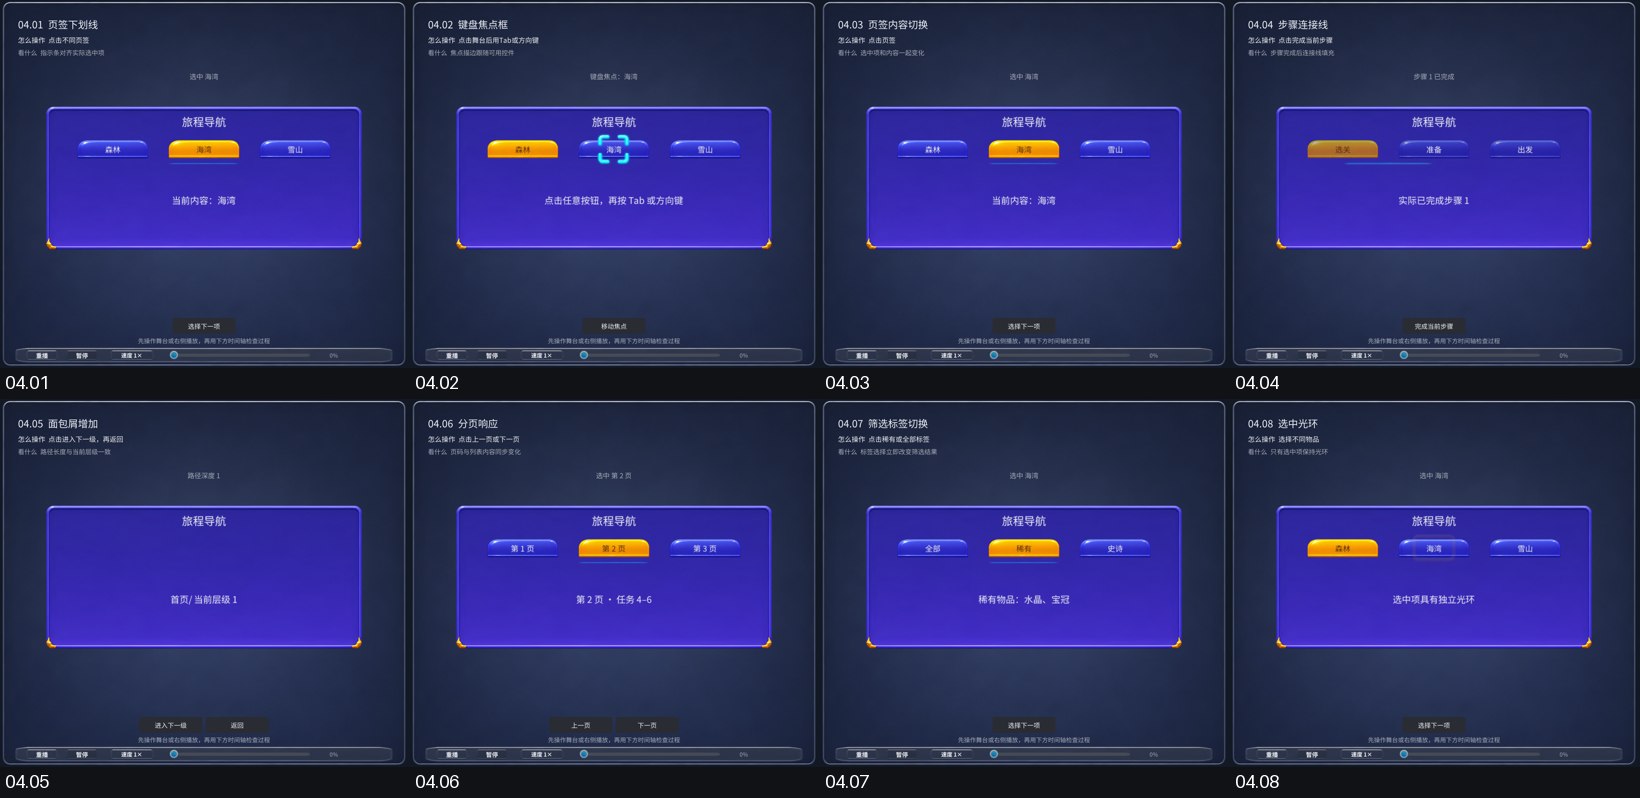 04.01 页签下划线
怎么操作 点击不同页签
看什么 指示条对齐实际选中项
选中 海湾
旅程导航
森林 海湾 雪山
当前内容：海湾
选择下一项
先操作舞台或右侧播放，再用下方时间轴检查过程
重播 暂停 速度 1× 0%
04.01
04.02 键盘焦点框
怎么操作 点击舞台后用Tab或方向键
看什么 焦点描边跟随可用控件
键盘焦点：海湾
旅程导航
森林 海湾 雪山
点击任意按钮，再按 Tab 或方向键
移动焦点
先操作舞台或右侧播放，再用下方时间轴检查过程
重播 暂停 速度 1× 0%
04.02
04.03 页签内容切换
怎么操作 点击页签
看什么 选中项和内容一起变化
选中 海湾
旅程导航
森林 海湾 雪山
当前内容：海湾
选择下一项
先操作舞台或右侧播放，再用下方时间轴检查过程
重播 暂停 速度 1× 0%
04.03
04.04 步骤连接线
怎么操作 点击完成当前步骤
看什么 步骤完成后连接线填充
步骤 1 已完成
旅程导航
选关 准备 出发
实际已完成步骤 1
完成当前步骤
先操作舞台或右侧播放，再用下方时间轴检查过程
重播 暂停 速度 1× 0%
04.04
04.05 面包屑增加
怎么操作 点击进入下一级，再返回
看什么 路径长度与当前层级一致
路径深度 1
旅程导航
首页/ 当前层级 1
进入下一级 返回
先操作舞台或右侧播放，再用下方时间轴检查过程
重播 暂停 速度 1× 0%
04.05
04.06 分页响应
怎么操作 点击上一页或下一页
看什么 页码与列表内容同步变化
选中 第 2 页
旅程导航
第 1 页 第 2 页 第 3 页
第 2 页 · 任务 4–6
上一页 下一页
先操作舞台或右侧播放，再用下方时间轴检查过程
重播 暂停 速度 1× 0%
04.06
04.07 筛选标签切换
怎么操作 点击稀有或全部标签
看什么 标签选择立即改变筛选结果
选中 海湾
旅程导航
全部 稀有 史诗
稀有物品：水晶、宝冠
选择下一项
先操作舞台或右侧播放，再用下方时间轴检查过程
重播 暂停 速度 1× 0%
04.07
04.08 选中光环
怎么操作 选择不同物品
看什么 只有选中项保持光环
选中 海湾
旅程导航
森林 海湾 雪山
选中项具有独立光环
选择下一项
先操作舞台或右侧播放，再用下方时间轴检查过程
重播 暂停 速度 1× 0%
04.08